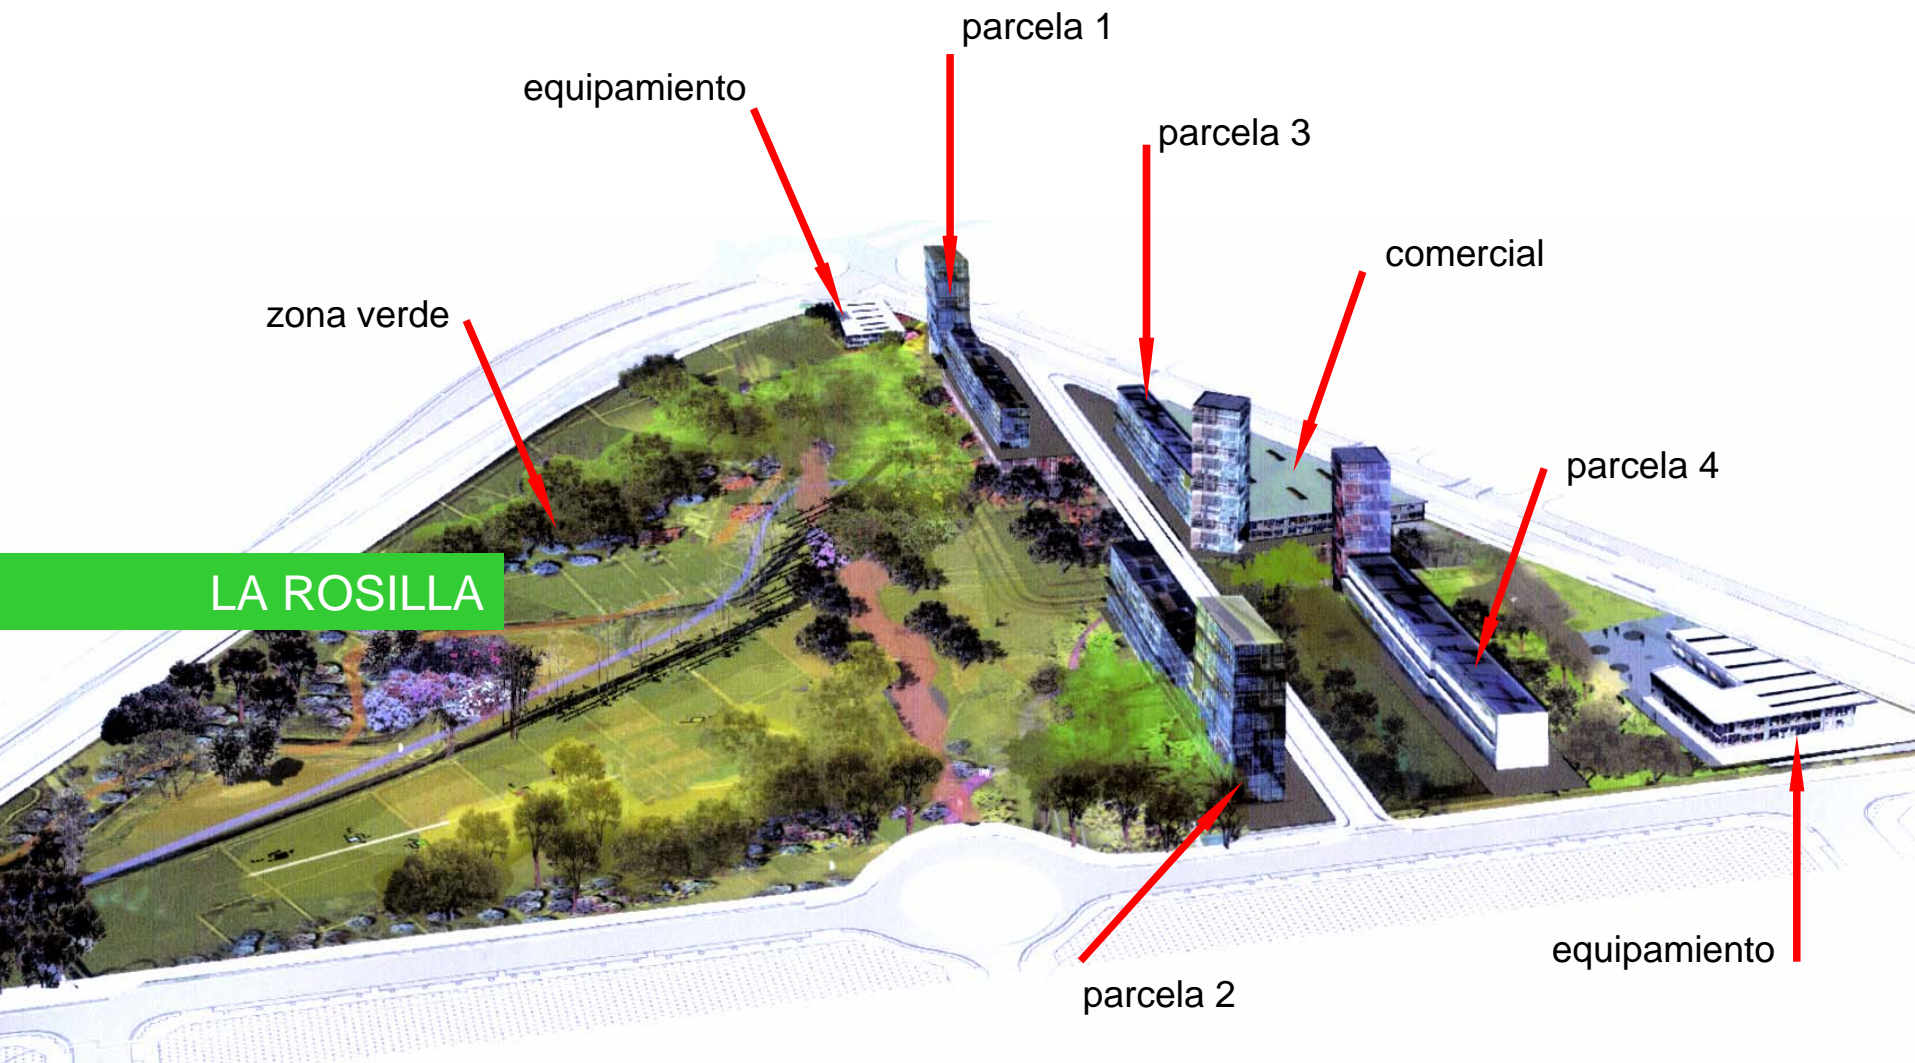 parcela 1
equipamiento
parcela 3
comercial
zona verde
parcela 4
LA ROSILLA
equipamiento
parcela 2